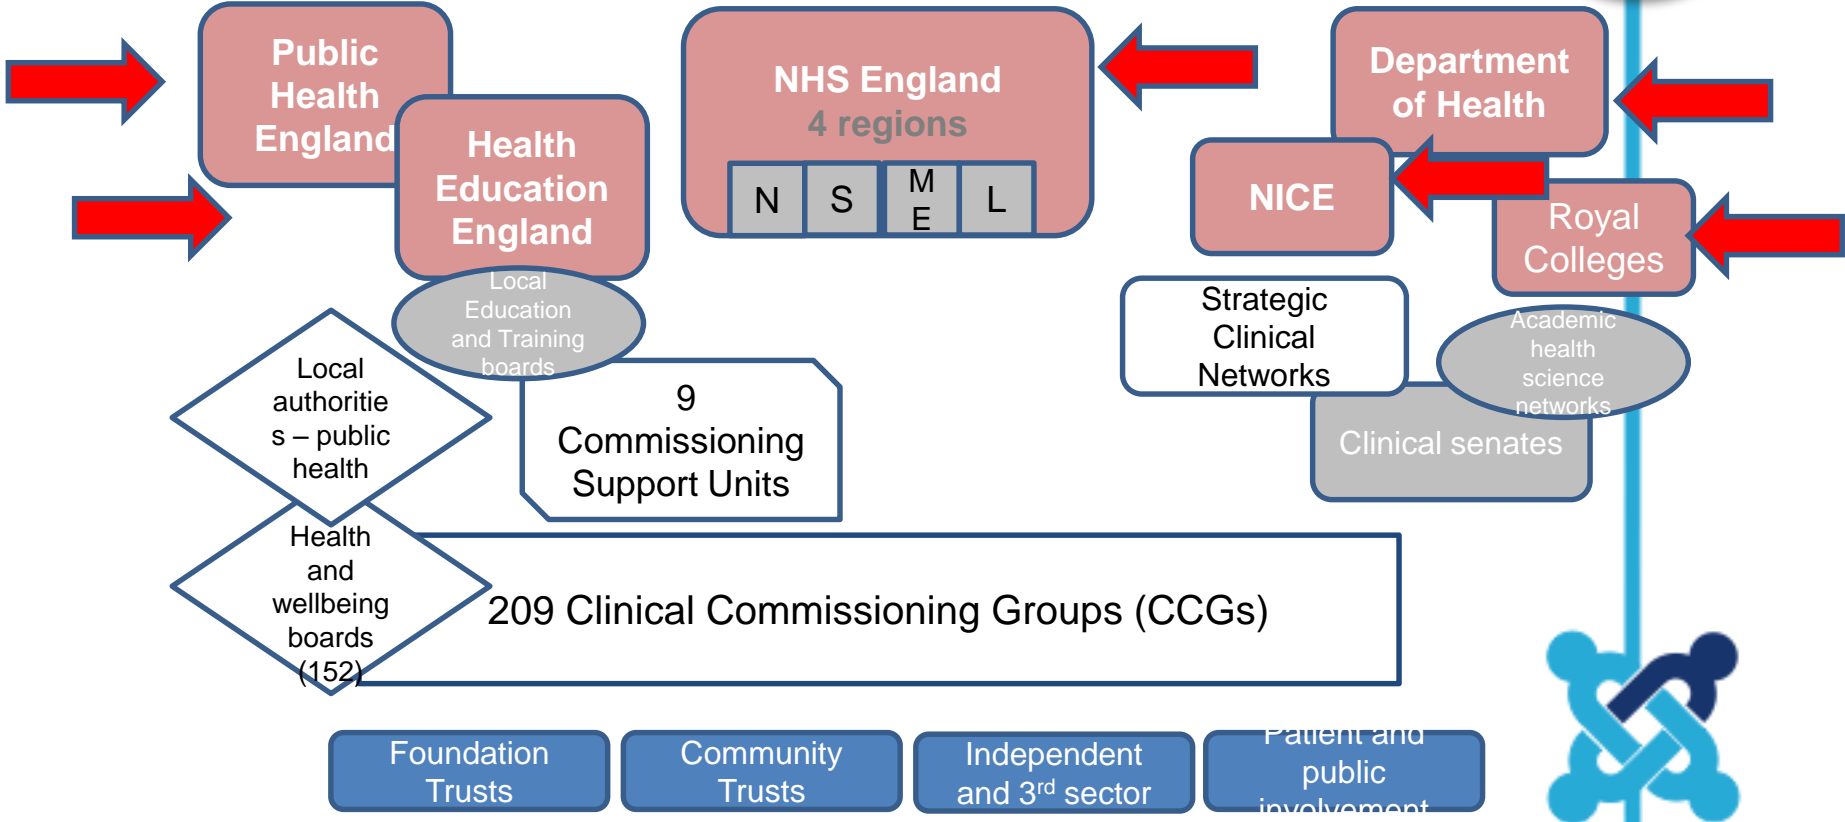 Public
Health
England
Health
Education
England
Local
Education
and Training
boards
NHS England
4 regions
N
S
M
E
L
Department
of Health
NICE
Royal
Colleges
Strategic
Clinical
Networks
Academic
health
science
networks
Clinical senates
Local
authoritie
s – public
health
9
Commissioning
Support Units
Health
and
wellbeing
boards
(152)
209 Clinical Commissioning Groups (CCGs)
Foundation
Trusts
Community
Trusts
Independent
and 3rd sector
Patient and
public
involvement